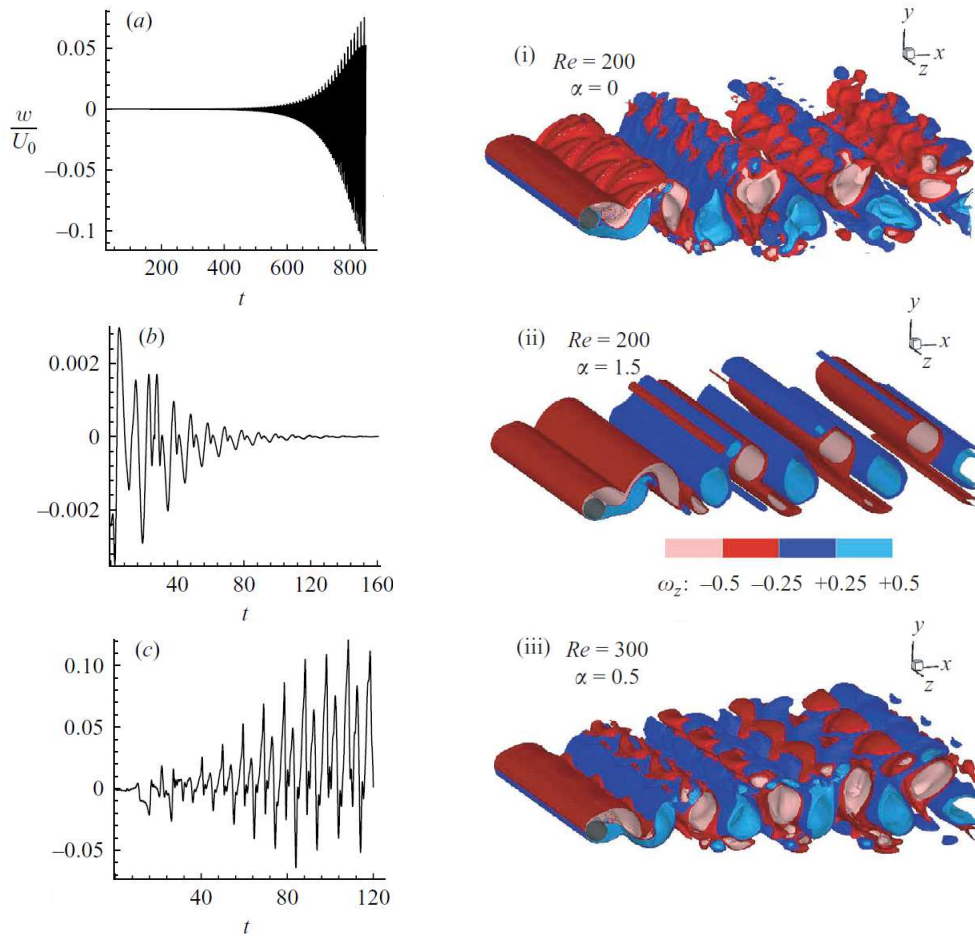 (a)
0.05
0
w
U0
−0.05
−0.1
200 400 600 800
t
(b)
0.002
0
−0.002
40 80 120 160
t
(c)
0.10
0.05
0
−0.05
40 80 120
t
(i) Re = 200
α = 0
y
x
z
(ii) Re = 200
α = 1.5
y
x
z
ωz: −0.5 −0.25 +0.25 +0.5
(iii) Re = 300
α = 0.5
y
x
z